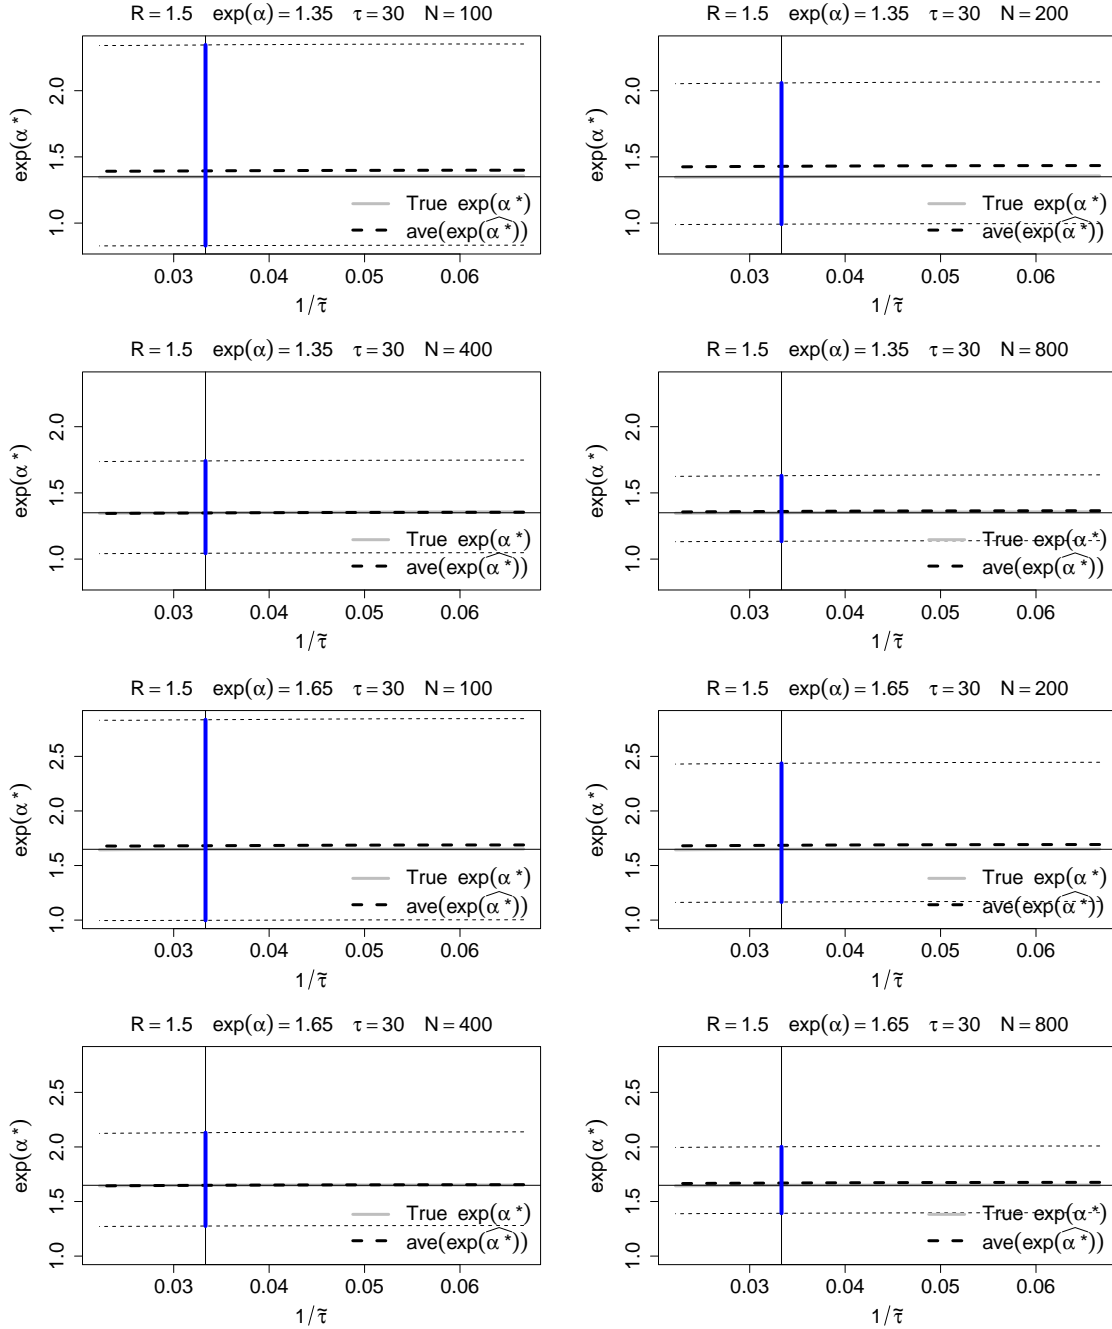 R = 1.5 exp(α) = 1.35 τ = 30 N = 100
exp(α*)
2.0
1.5
1.0
True exp(α*)
ave(exp(α̂*))
0.03 0.04 0.05 0.06
1/τ̃
R = 1.5 exp(α) = 1.35 τ = 30 N = 200
exp(α*)
2.0
1.5
1.0
True exp(α*)
ave(exp(α̂*))
0.03 0.04 0.05 0.06
1/τ̃
R = 1.5 exp(α) = 1.35 τ = 30 N = 400
exp(α*)
2.0
1.5
1.0
True exp(α*)
ave(exp(α̂*))
0.03 0.04 0.05 0.06
1/τ̃
R = 1.5 exp(α) = 1.35 τ = 30 N = 800
exp(α*)
2.0
1.5
1.0
True exp(α*)
ave(exp(α̂*))
0.03 0.04 0.05 0.06
1/τ̃
R = 1.5 exp(α) = 1.65 τ = 30 N = 100
exp(α*)
2.5
2.0
1.5
1.0
True exp(α*)
ave(exp(α̂*))
0.03 0.04 0.05 0.06
1/τ̃
R = 1.5 exp(α) = 1.65 τ = 30 N = 200
exp(α*)
2.5
2.0
1.5
1.0
True exp(α*)
ave(exp(α̂*))
0.03 0.04 0.05 0.06
1/τ̃
R = 1.5 exp(α) = 1.65 τ = 30 N = 400
exp(α*)
2.5
2.0
1.5
1.0
True exp(α*)
ave(exp(α̂*))
0.03 0.04 0.05 0.06
1/τ̃
R = 1.5 exp(α) = 1.65 τ = 30 N = 800
exp(α*)
2.5
2.0
1.5
1.0
True exp(α*)
ave(exp(α̂*))
0.03 0.04 0.05 0.06
1/τ̃